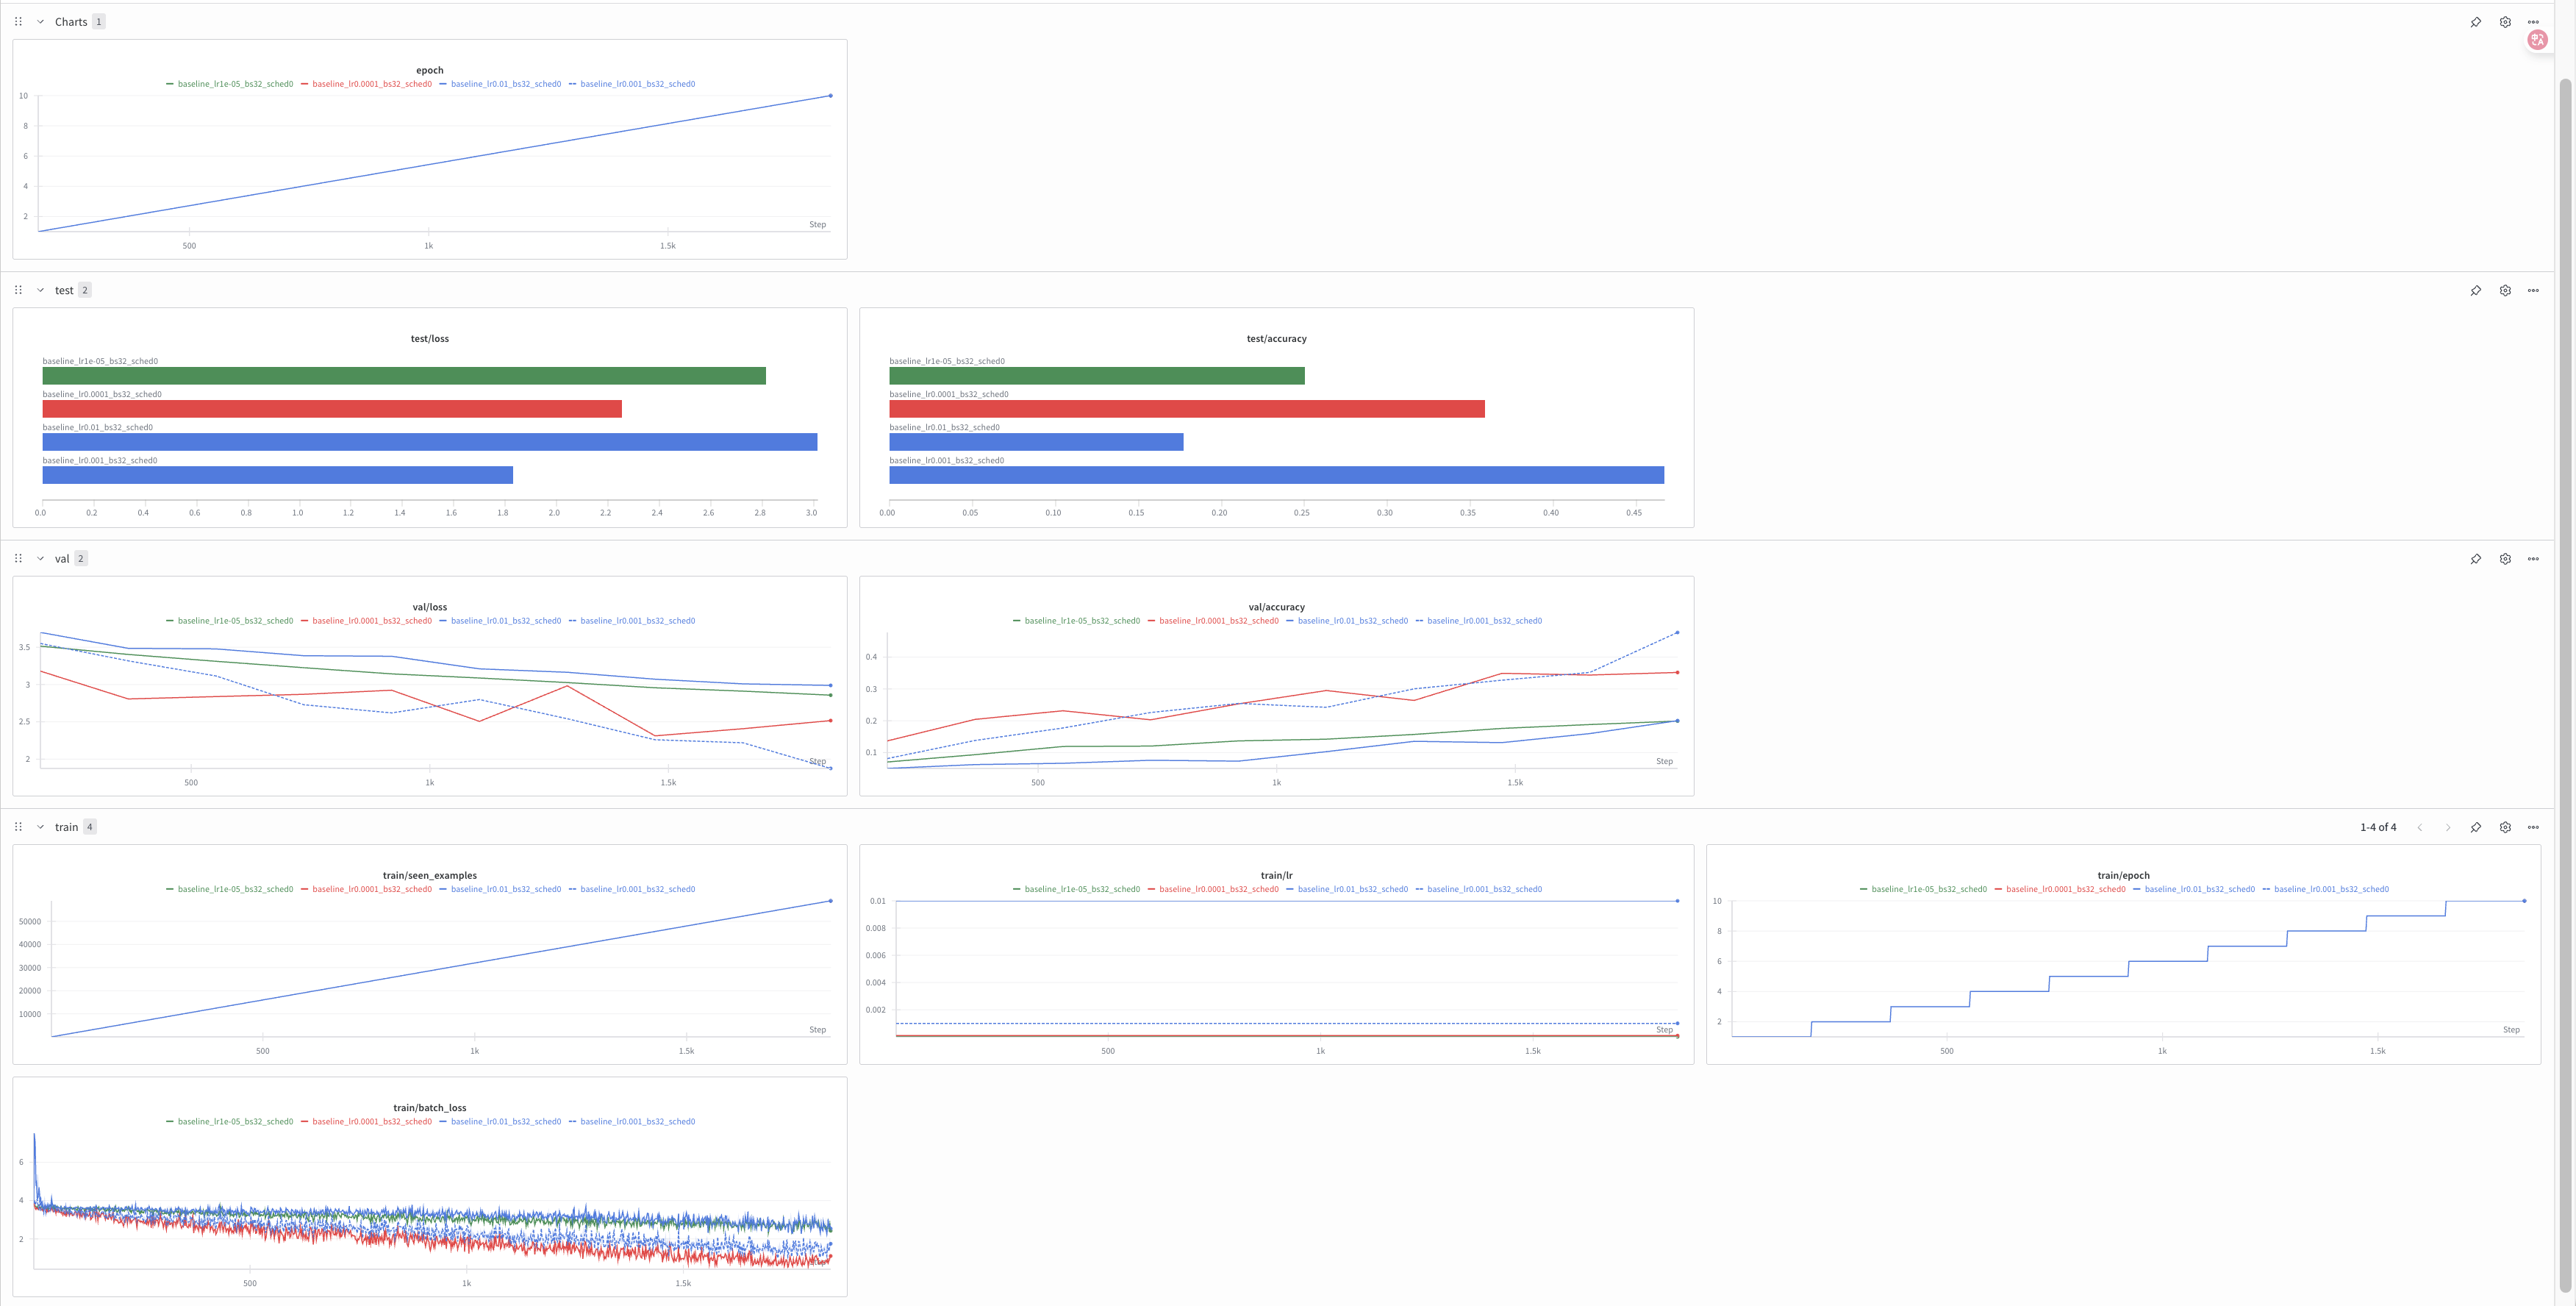 Charts 1
epoch
baseline_lr1e-05_bs32_sched0 baseline_lr0.0001_bs32_sched0 baseline_lr0.01_bs32_sched0 baseline_lr0.001_bs32_sched0
10
8
6
4
2
Step
500 1k 1.5k
test 2
test/loss
baseline_lr1e-05_bs32_sched0
baseline_lr0.0001_bs32_sched0
baseline_lr0.01_bs32_sched0
baseline_lr0.001_bs32_sched0
0.0 0.2 0.4 0.6 0.8 1.0 1.2 1.4 1.6 1.8 2.0 2.2 2.4 2.6 2.8 3.0
test/accuracy
baseline_lr1e-05_bs32_sched0
baseline_lr0.0001_bs32_sched0
baseline_lr0.01_bs32_sched0
baseline_lr0.001_bs32_sched0
0.00 0.05 0.10 0.15 0.20 0.25 0.30 0.35 0.40 0.45
val 2
val/loss
baseline_lr1e-05_bs32_sched0 baseline_lr0.0001_bs32_sched0 baseline_lr0.01_bs32_sched0 baseline_lr0.001_bs32_sched0
3.5
3
2.5
2
Step
500 1k 1.5k
val/accuracy
baseline_lr1e-05_bs32_sched0 baseline_lr0.0001_bs32_sched0 baseline_lr0.01_bs32_sched0 baseline_lr0.001_bs32_sched0
0.4
0.3
0.2
0.1
Step
500 1k 1.5k
train 4
1-4 of 4
train/seen_examples
baseline_lr1e-05_bs32_sched0 baseline_lr0.0001_bs32_sched0 baseline_lr0.01_bs32_sched0 baseline_lr0.001_bs32_sched0
50000
40000
30000
20000
10000
Step
500 1k 1.5k
train/lr
baseline_lr1e-05_bs32_sched0 baseline_lr0.0001_bs32_sched0 baseline_lr0.01_bs32_sched0 baseline_lr0.001_bs32_sched0
0.01
0.008
0.006
0.004
0.002
Step
500 1k 1.5k
train/epoch
baseline_lr1e-05_bs32_sched0 baseline_lr0.0001_bs32_sched0 baseline_lr0.01_bs32_sched0 baseline_lr0.001_bs32_sched0
10
8
6
4
2
Step
500 1k 1.5k
train/batch_loss
baseline_lr1e-05_bs32_sched0 baseline_lr0.0001_bs32_sched0 baseline_lr0.01_bs32_sched0 baseline_lr0.001_bs32_sched0
6
4
2
500 1k 1.5k